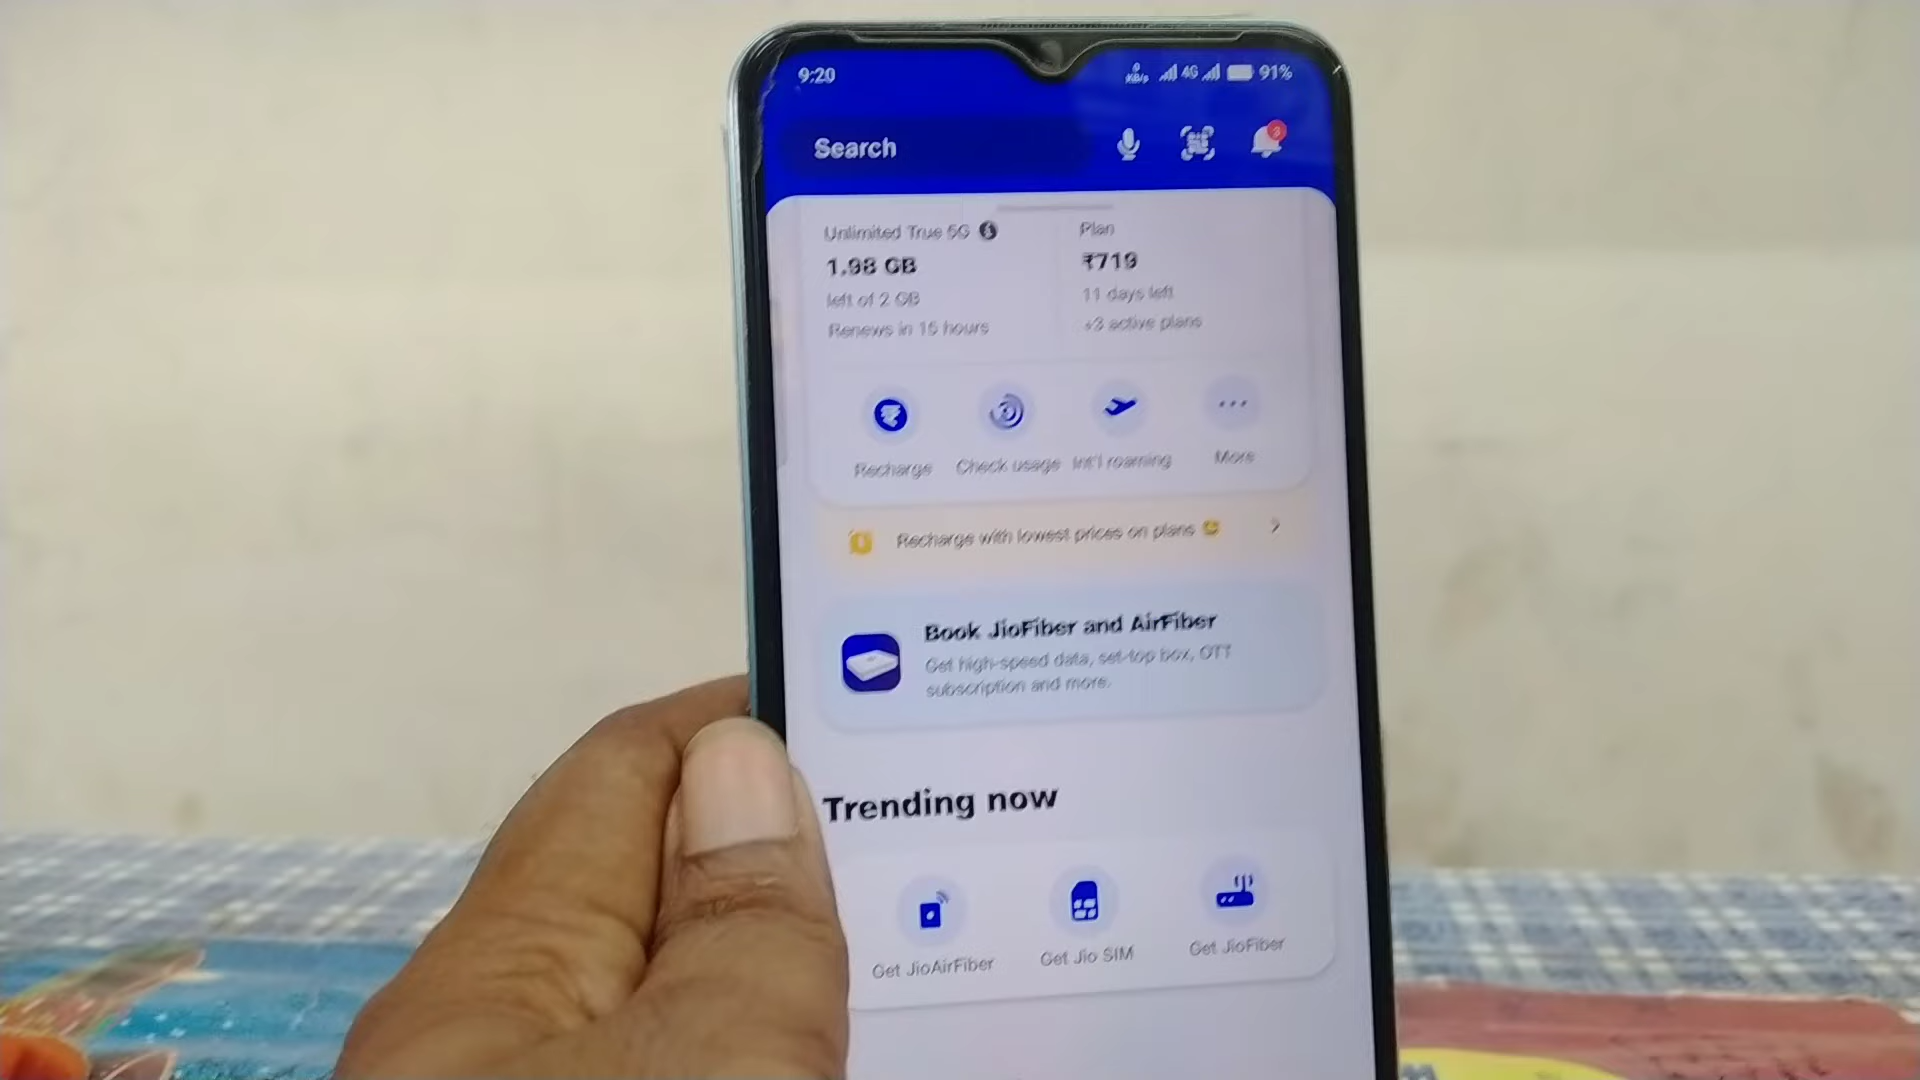 9:20
0
KB/s
4G
91%
Search
3
Unlimited True 5G
Plan
1.98 GB
₹719
left of 2 GB
11 days left
Renews in 15 hours
+3 active plans
Recharge
Check usage
Int'l roaming
More
Recharge with lowest prices on plans
Book JioFiber and AirFiber
Get high-speed data, set-top box, OTT
subscription and more.
Trending now
Get JioAirFiber
Get Jio SIM
Get JioFiber